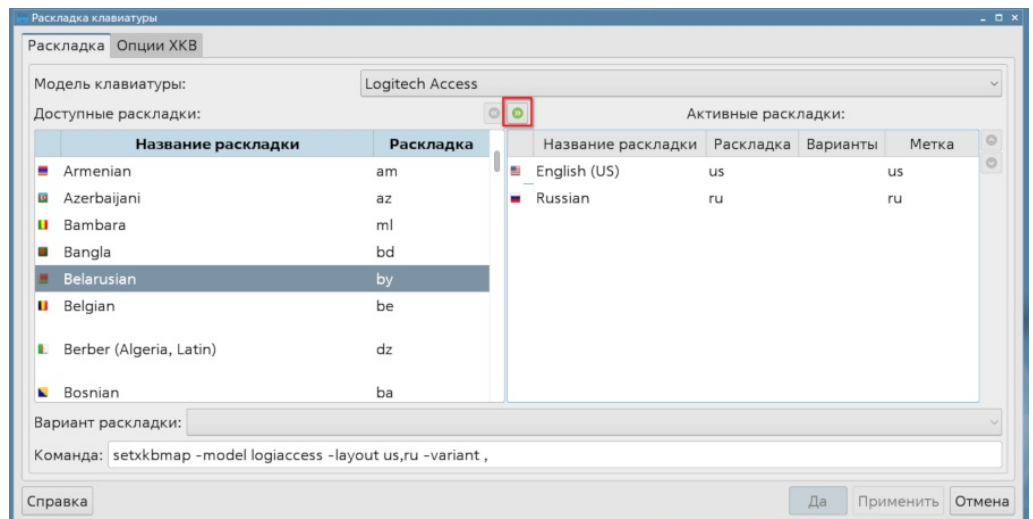 Раскладка клавиатуры
Раскладка Опции XKB
Модель клавиатуры: Logitech Access
Доступные раскладки: Активные раскладки:
Название раскладки Раскладка Название раскладки Раскладка Варианты Метка
Armenian am English (US) us us
Azerbaijani az Russian ru ru
Bambara ml
Bangla bd
Belarusian by
Belgian be
Berber (Algeria, Latin) dz
Bosnian ba
Вариант раскладки:
Команда: setxkbmap -model logiaccess -layout us,ru -variant ,
Справка Да Применить Отмена